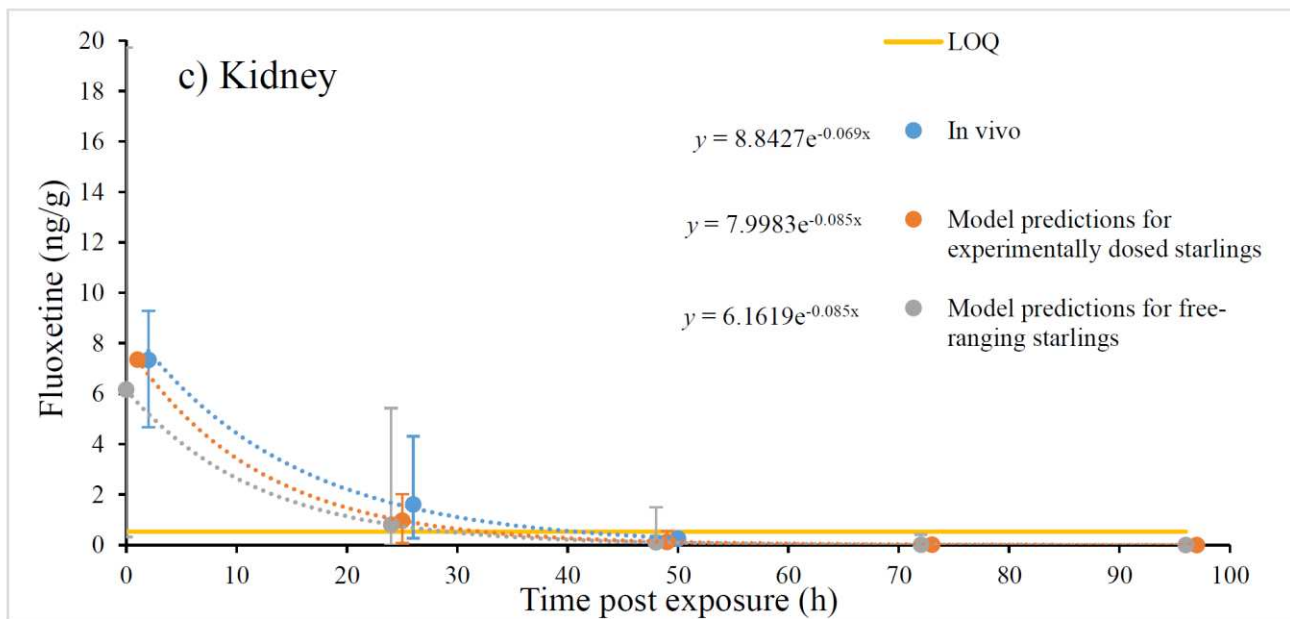 c) Kidney
LOQ
y = 8.8427e^-0.069x
In vivo
y = 7.9983e^-0.085x
Model predictions for
experimentally dosed starlings
y = 6.1619e^-0.085x
Model predictions for free-
ranging starlings
Fluoxetine (ng/g)
20
18
16
14
12
10
8
6
4
2
0
0 10 20 30 40 50 60 70 80 90 100
Time post exposure (h)